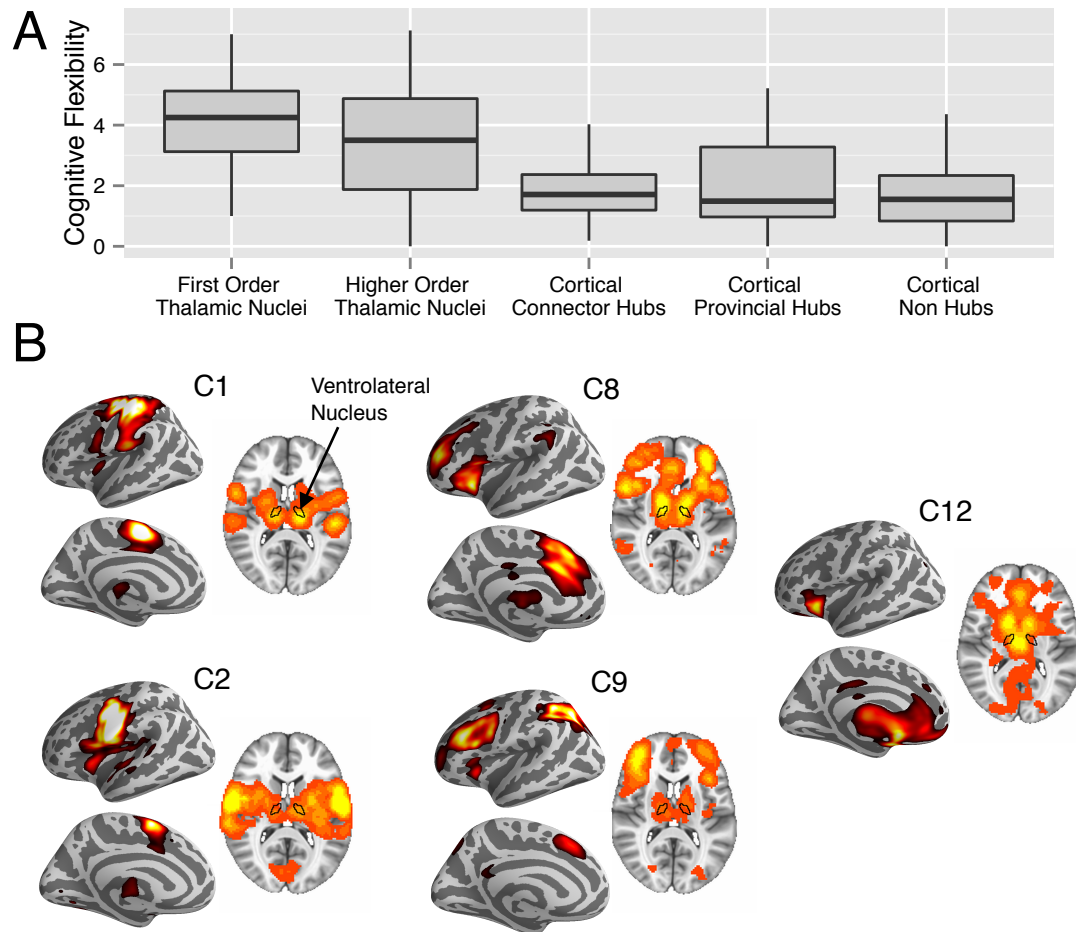 A
Cognitive Flexibility
6
4
2
0
First Order
Thalamic Nuclei
Higher Order
Thalamic Nuclei
Cortical
Connector Hubs
Cortical
Provincial Hubs
Cortical
Non Hubs
B
C1
Ventrolateral
Nucleus
C8
C12
C2
C9